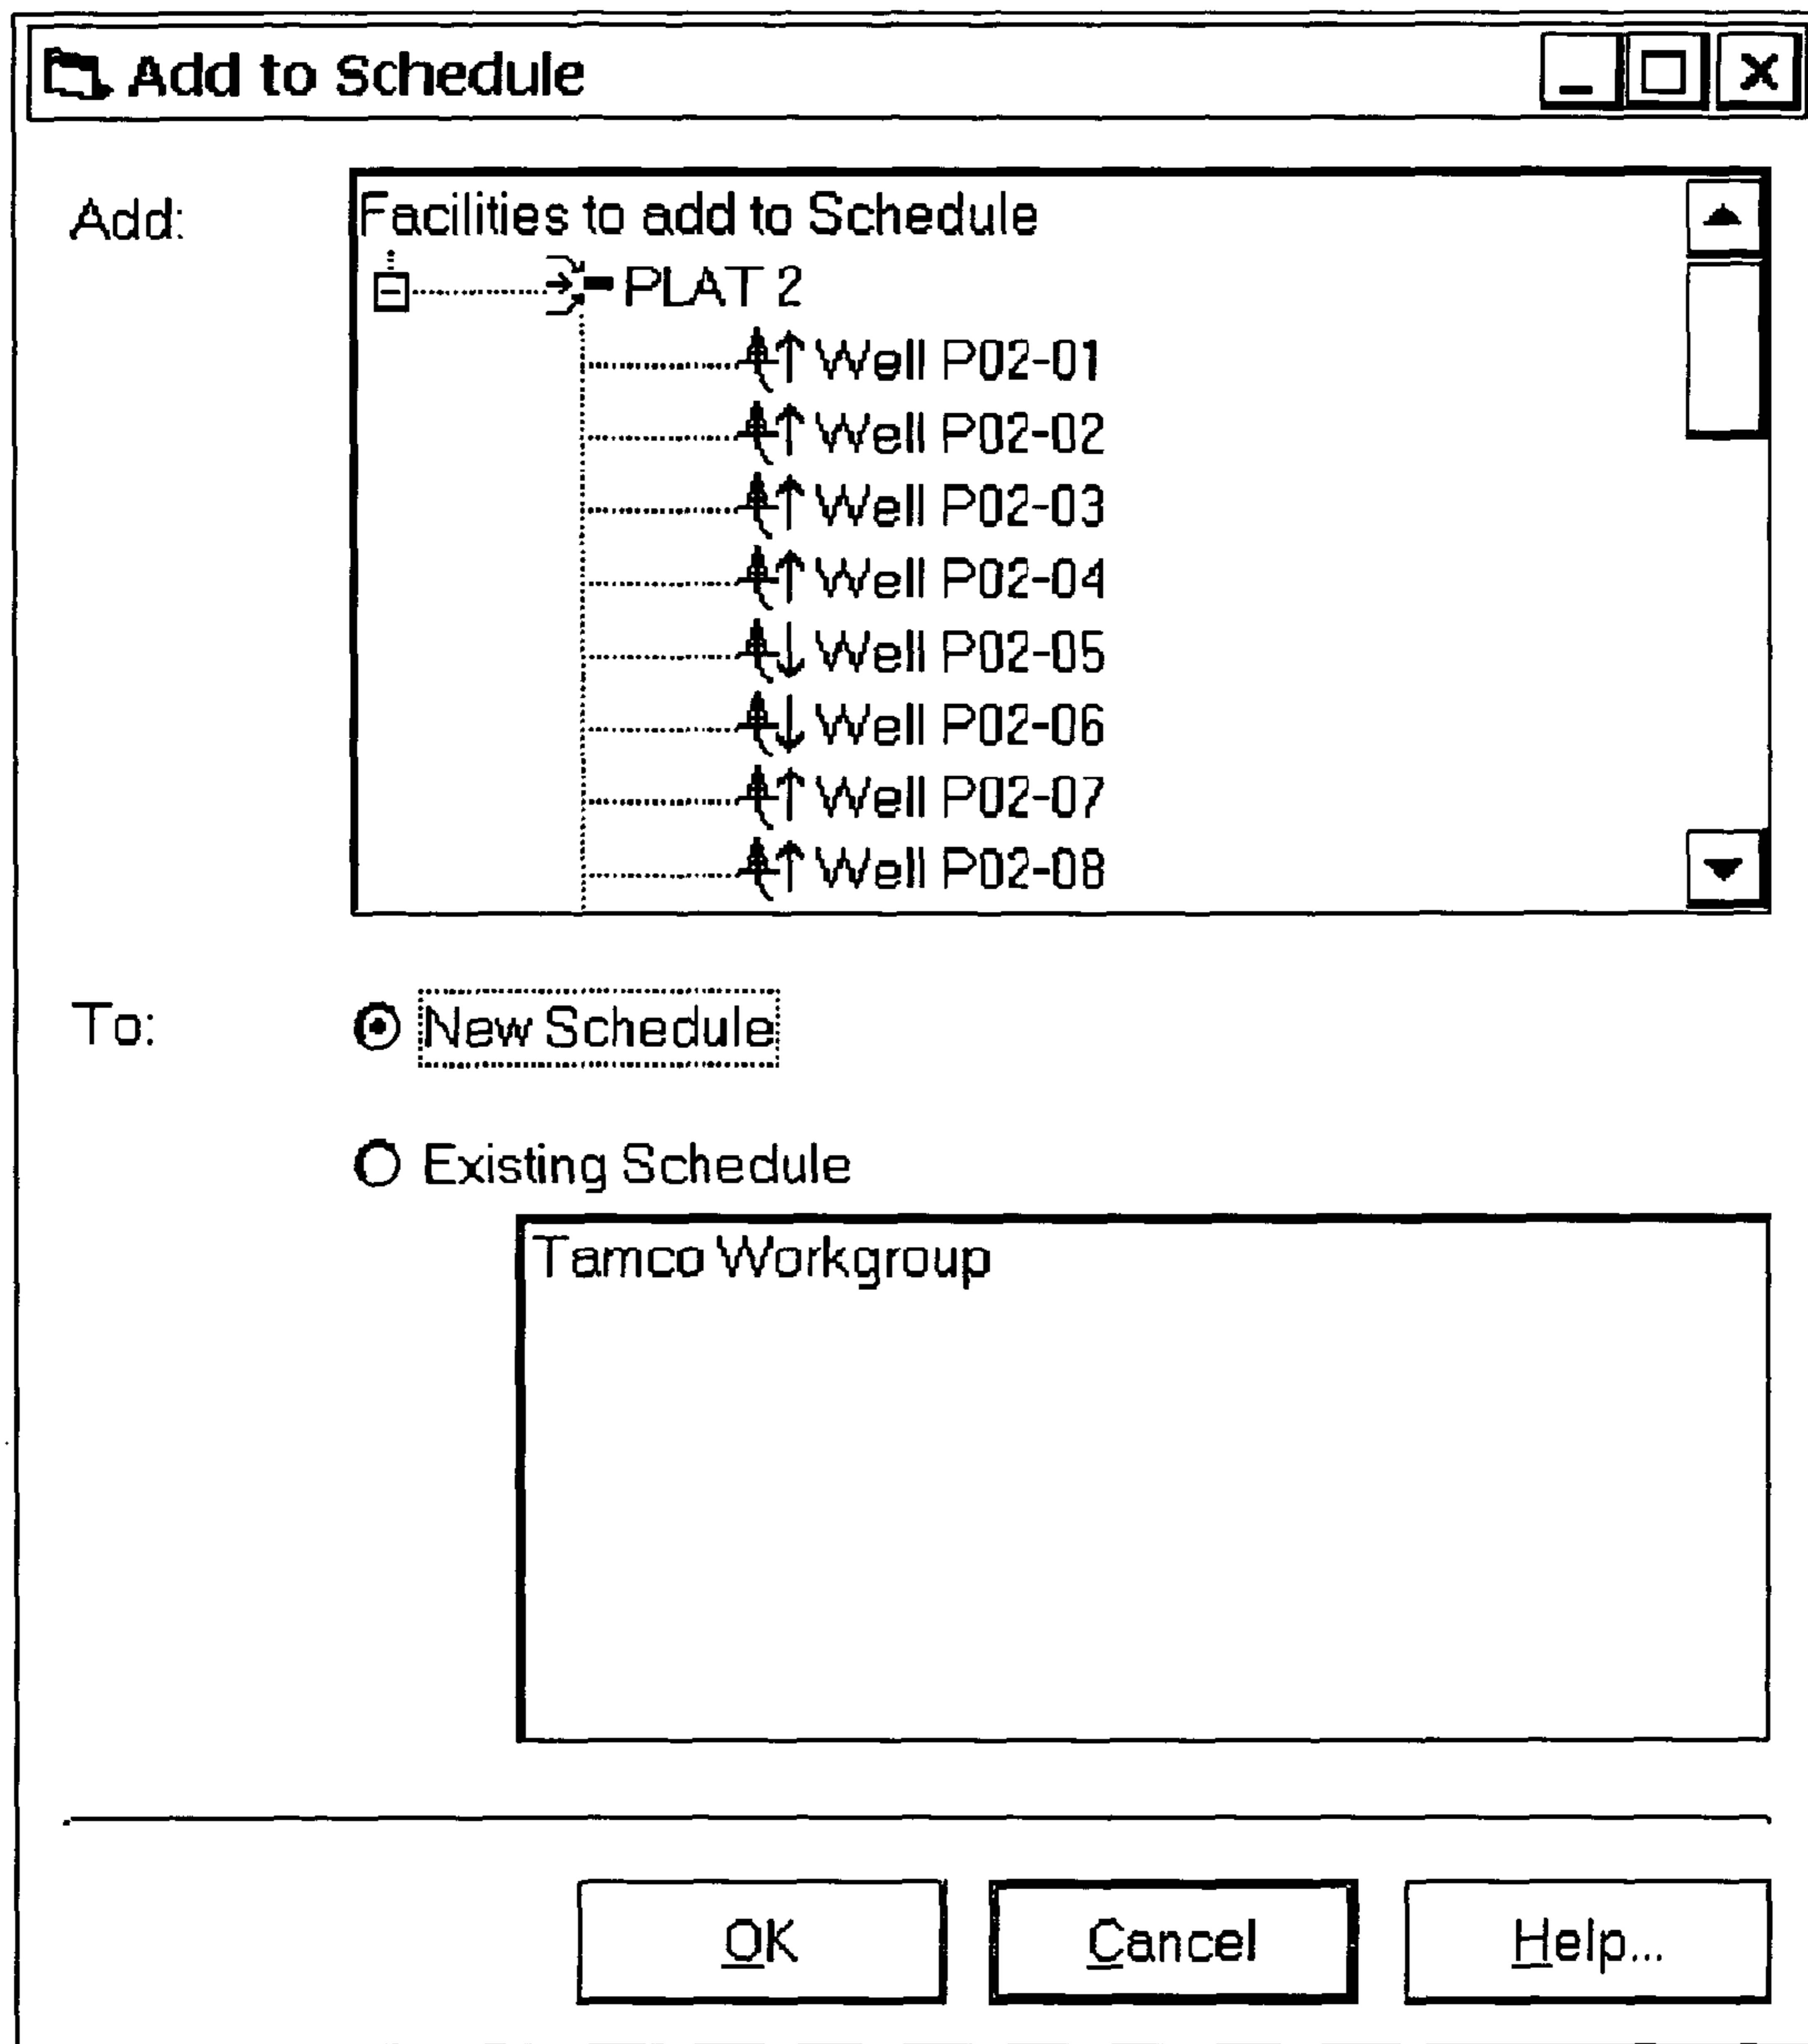 Add to Schedule
Add:
Facilities to add to Schedule
PLAT 2
Well P02-01
Well P02-02
Well P02-03
Well P02-04
Well P02-05
Well P02-06
Well P02-07
Well P02-08
To:
New Schedule
Existing Schedule
Tamco Workgroup
OK
Cancel
Help...